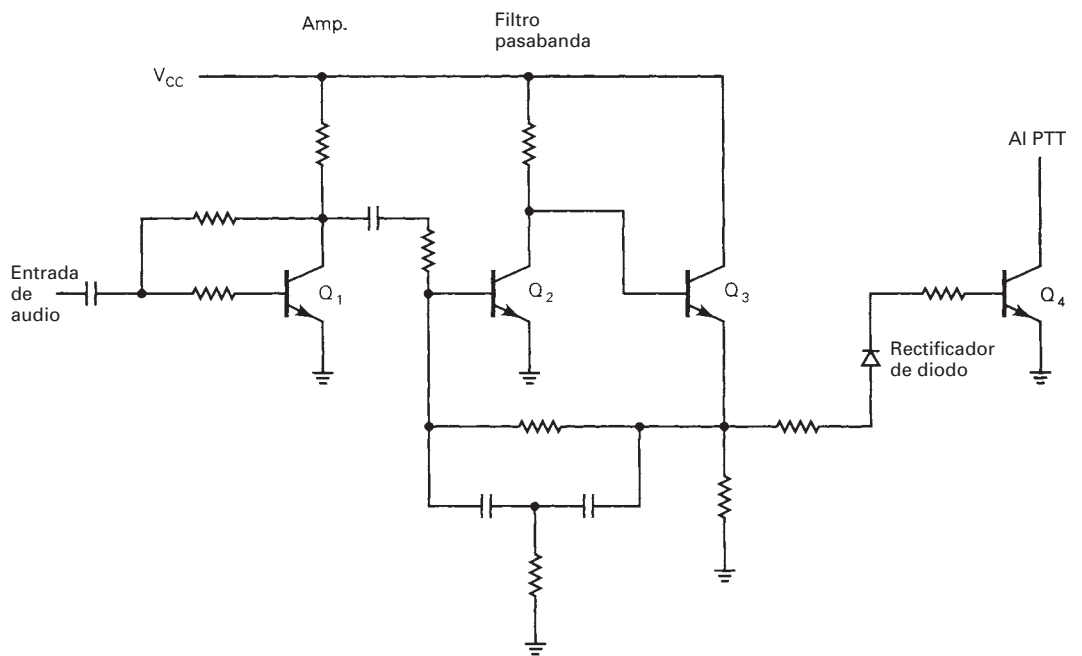 Amp.
Filtro
pasabanda
V_CC
Al PTT
Entrada
de
audio
Q_1
Q_2
Q_3
Q_4
Rectificador
de diodo